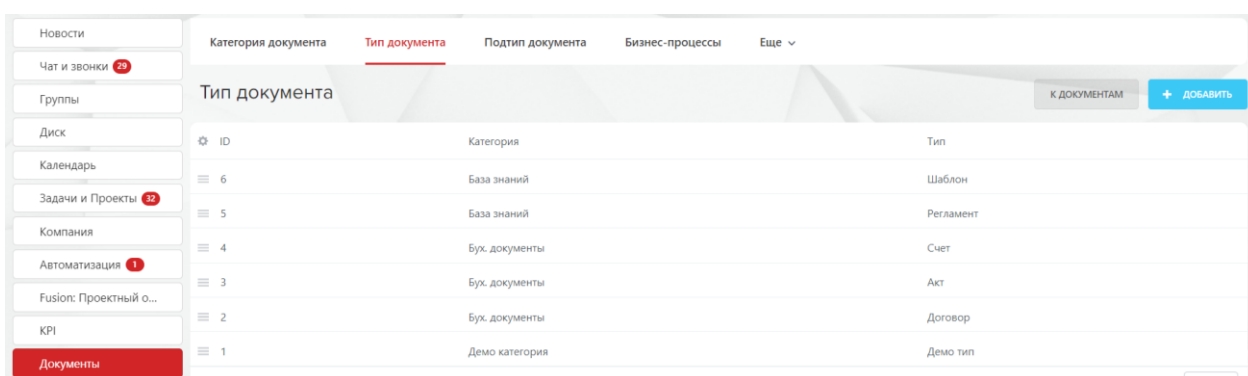 Новости
Чат и звонки 29
Группы
Диск
Календарь
Задачи и Проекты 32
Компания
Автоматизация 1
Fusion: Проектный о...
KPI
Документы
Категория документа Тип документа Подтип документа Бизнес-процессы Еще
Тип документа
К ДОКУМЕНТАМ + ДОБАВИТЬ
ID Категория Тип
6 База знаний Шаблон
5 База знаний Регламент
4 Бух. документы Счет
3 Бух. документы Акт
2 Бух. документы Договор
1 Демо категория Демо тип